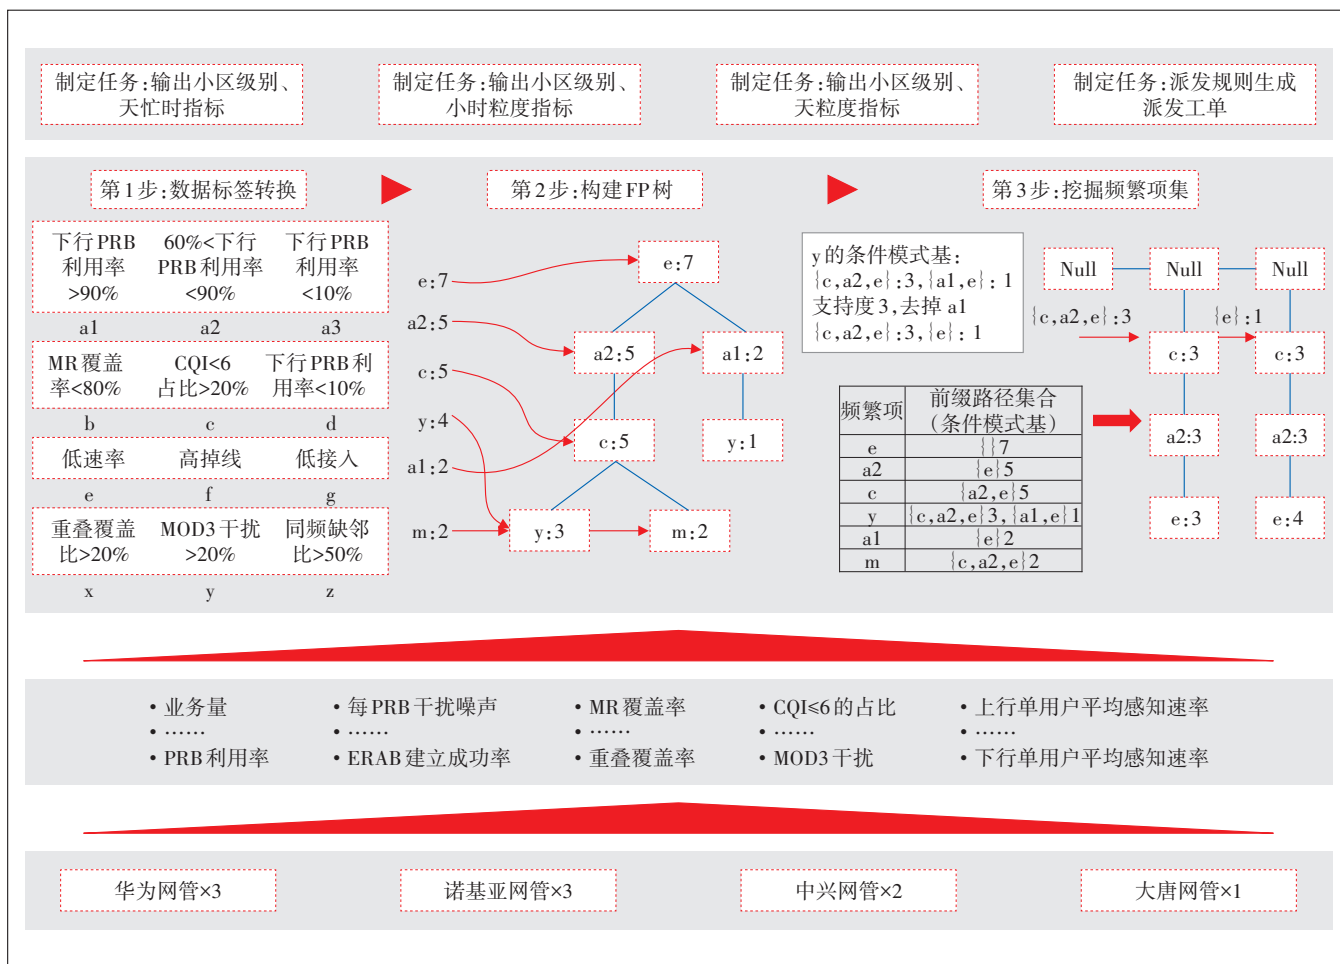 制定任务:输出小区级别、
天忙时指标
制定任务:输出小区级别、
小时粒度指标
制定任务:输出小区级别、
天粒度指标
制定任务:派发规则生成
派发工单
第1步:数据标签转换
第2步:构建FP树
第3步:挖掘频繁项集
下行PRB
利用率
>90%
60%<下行
PRB利用率
<90%
下行PRB
利用率
<10%
a1
a2
a3
MR覆盖
率<80%
CQI<6
占比>20%
下行PRB利
用率<10%
b
c
d
低速率
高掉线
低接入
e
f
g
重叠覆盖
比>20%
MOD3干扰
>20%
同频缺邻
比>50%
x
y
z
e:7
a2:5
c:5
y:4
a1:2
m:2
e:7
a2:5
a1:2
c:5
y:1
y:3
m:2
y的条件模式基:
{c,a2,e}:3,{a1,e}:1
支持度3,去掉a1
{c,a2,e}:3,{e}:1
频繁项
前缀路径集合
(条件模式基)
e
{}7
a2
{e}5
c
{a2,e}5
y
{c,a2,e}3,{a1,e}1
a1
{e}2
m
{c,a2,e}2
Null
Null
Null
{c,a2,e}:3
{e}:1
c:3
c:3
a2:3
a2:3
e:3
e:4
• 业务量
• ……
• PRB利用率
• 每PRB干扰噪声
• ……
• ERAB建立成功率
• MR覆盖率
• ……
• 重叠覆盖率
• CQI≤6的占比
• ……
• MOD3干扰
• 上行单用户平均感知速率
• ……
• 下行单用户平均感知速率
华为网管×3
诺基亚网管×3
中兴网管×2
大唐网管×1